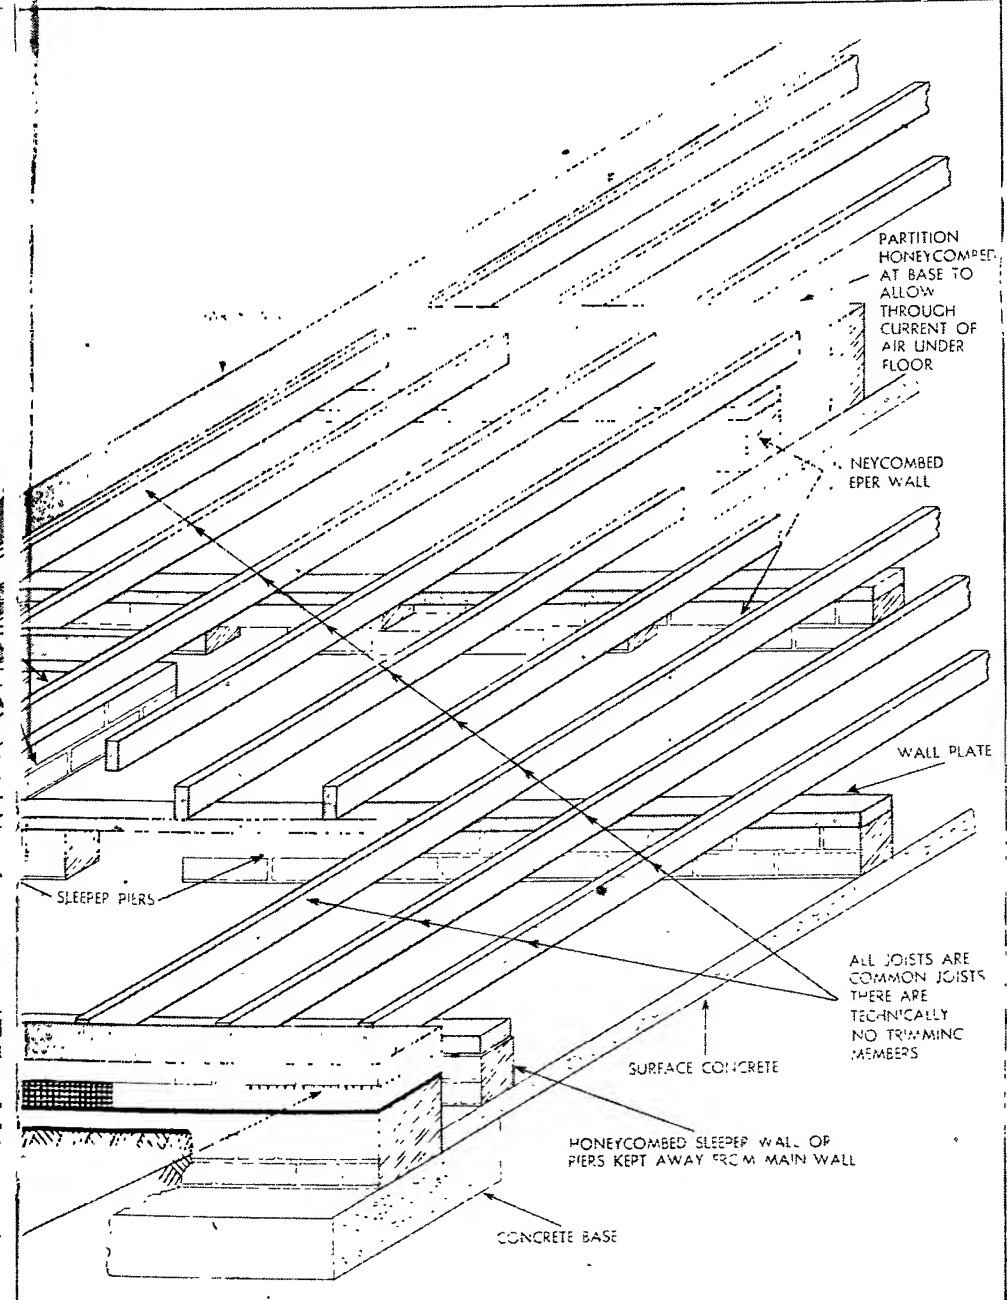 PARTITION
HONEYCOMBED
AT BASE TO
ALLOW
THROUGH
CURRENT OF
AIR UNDER
FLOOR
NEYCOMBED
EPER WALL
WALL PLATE
SLEEPER PIERS
ALL JOISTS ARE
COMMON JOISTS
THERE ARE
TECHNICALLY
NO TRIMMING
MEMBERS
SURFACE CONCRETE
HONEYCOMBED SLEEPER WALL OR
PIERS KEPT AWAY FROM MAIN WALL
CONCRETE BASE